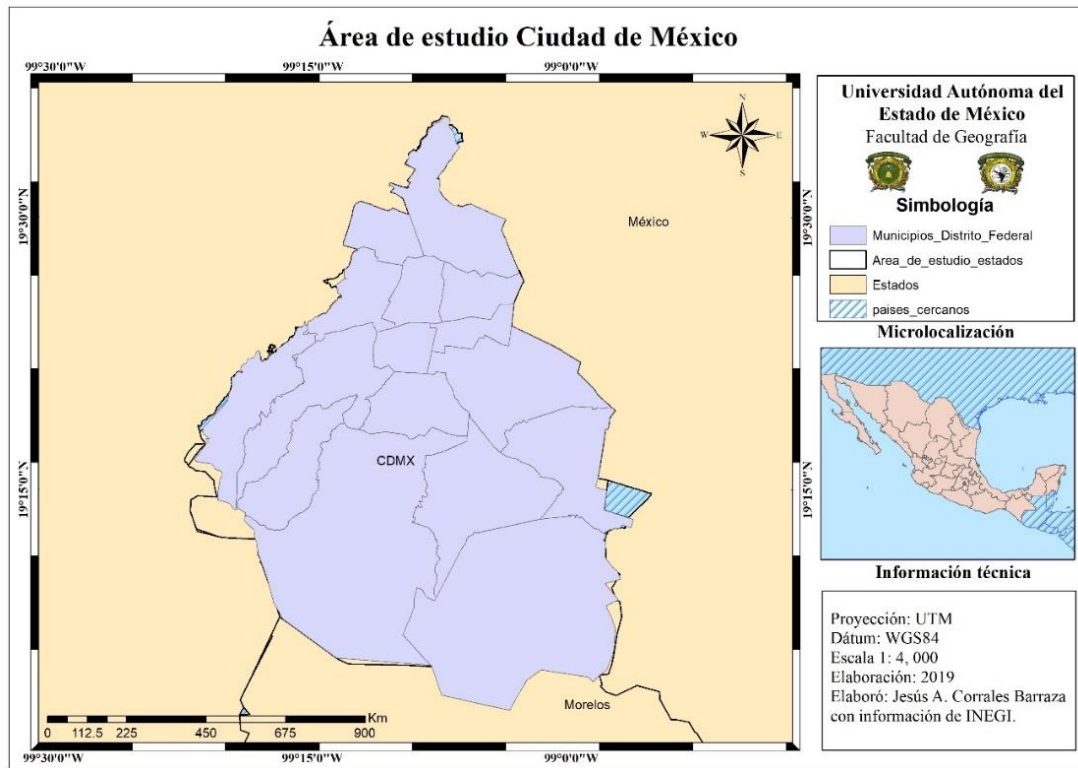 Área de estudio Ciudad de México
99°30'0"W 99°15'0"W 99°0'0"W
19°30'0"N
19°15'0"N
N
W E
S
México
CDMX
Morelos
Km
0 112.5 225 450 675 900
99°30'0"W 99°15'0"W 99°0'0"W
19°30'0"N
19°15'0"N
Universidad Autónoma del
Estado de México
Facultad de Geografía
Simbología
Municipios_Distrito_Federal
Area_de_estudio_estados
Estados
paises_cercanos
Microlocalización
Información técnica
Proyección: UTM
Dátum: WGS84
Escala 1: 4, 000
Elaboración: 2019
Elaboró: Jesús A. Corrales Barraza
con información de INEGI.